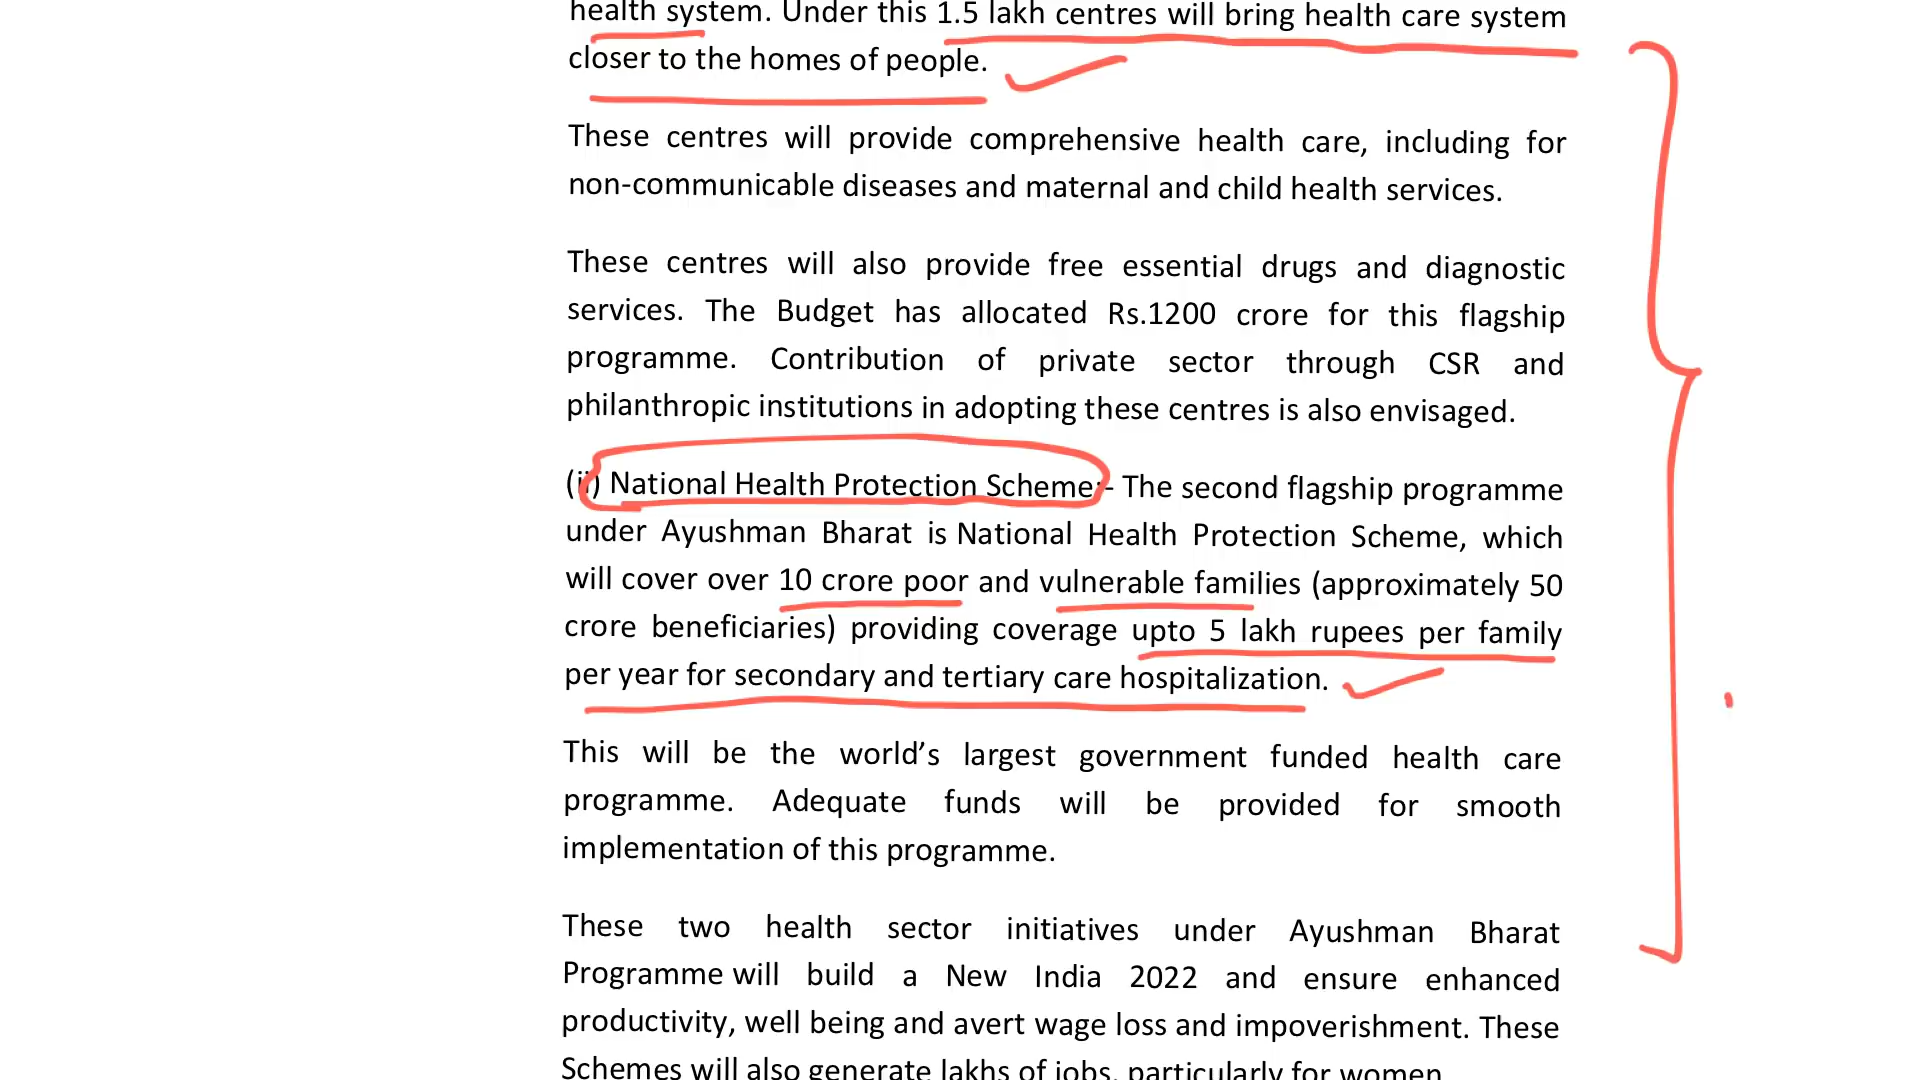 health system. Under this 1.5 lakh centres will bring health care system
closer to the homes of people.
These centres will provide comprehensive health care, including for
non-communicable diseases and maternal and child health services.
These centres will also provide free essential drugs and diagnostic
services. The Budget has allocated Rs.1200 crore for this flagship
programme. Contribution of private sector through CSR and
philanthropic institutions in adopting these centres is also envisaged.
(ii) National Health Protection Scheme:- The second flagship programme
under Ayushman Bharat is National Health Protection Scheme, which
will cover over 10 crore poor and vulnerable families (approximately 50
crore beneficiaries) providing coverage upto 5 lakh rupees per family
per year for secondary and tertiary care hospitalization.
This will be the world’s largest government funded health care
programme. Adequate funds will be provided for smooth
implementation of this programme.
These two health sector initiatives under Ayushman Bharat
Programme will build a New India 2022 and ensure enhanced
productivity, well being and avert wage loss and impoverishment. These
Schemes will also generate lakhs of jobs, particularly for women.